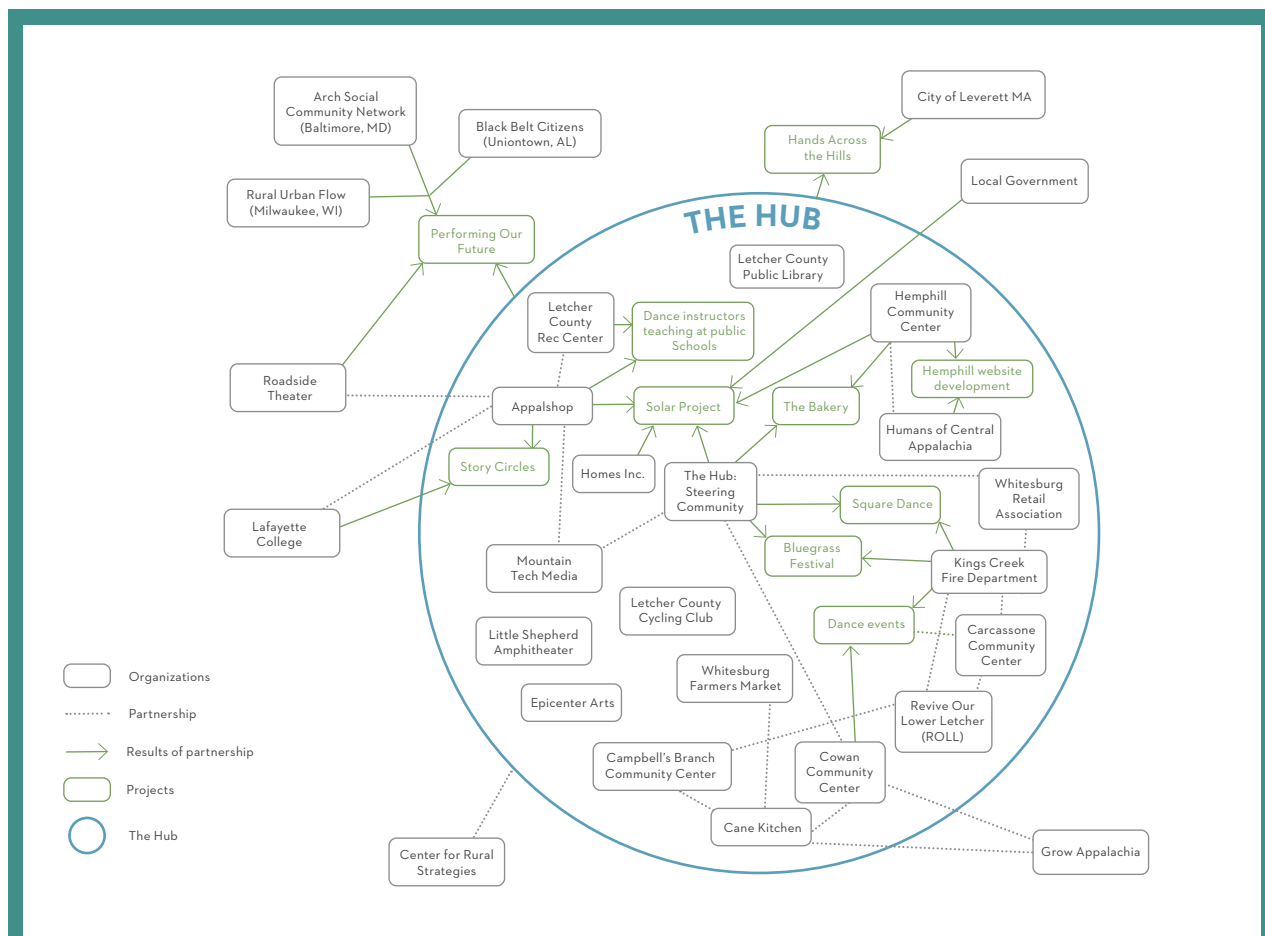 Arch Social
Community Network
(Baltimore, MD)
Black Belt Citizens
(Uniontown, AL)
City of Leverett MA
Hands Across
the Hills
Rural Urban Flow
(Milwaukee, WI)
Local Government
Performing Our
Future
THE HUB
Letcher County
Public Library
Letcher
County
Rec Center
Dance instructors
teaching at public
Schools
Hemphill
Community
Center
Roadside
Theater
Appalshop
Solar Project
The Bakery
Hemphill website
development
Humans of Central
Appalachia
Story Circles
Homes Inc.
The Hub:
Steering
Community
Square Dance
Whitesburg
Retail
Association
Lafayette
College
Mountain
Tech Media
Bluegrass
Festival
Kings Creek
Fire Department
Letcher County
Cycling Club
Dance events
Carcassone
Community
Center
Little Shepherd
Amphitheater
Whitesburg
Farmers Market
Epicenter Arts
Revive Our
Lower Letcher
(ROLL)
Campbell's Branch
Community Center
Cowan
Community
Center
Cane Kitchen
Grow Appalachia
Center for Rural
Strategies
Organizations
Partnership
Results of partnership
Projects
The Hub